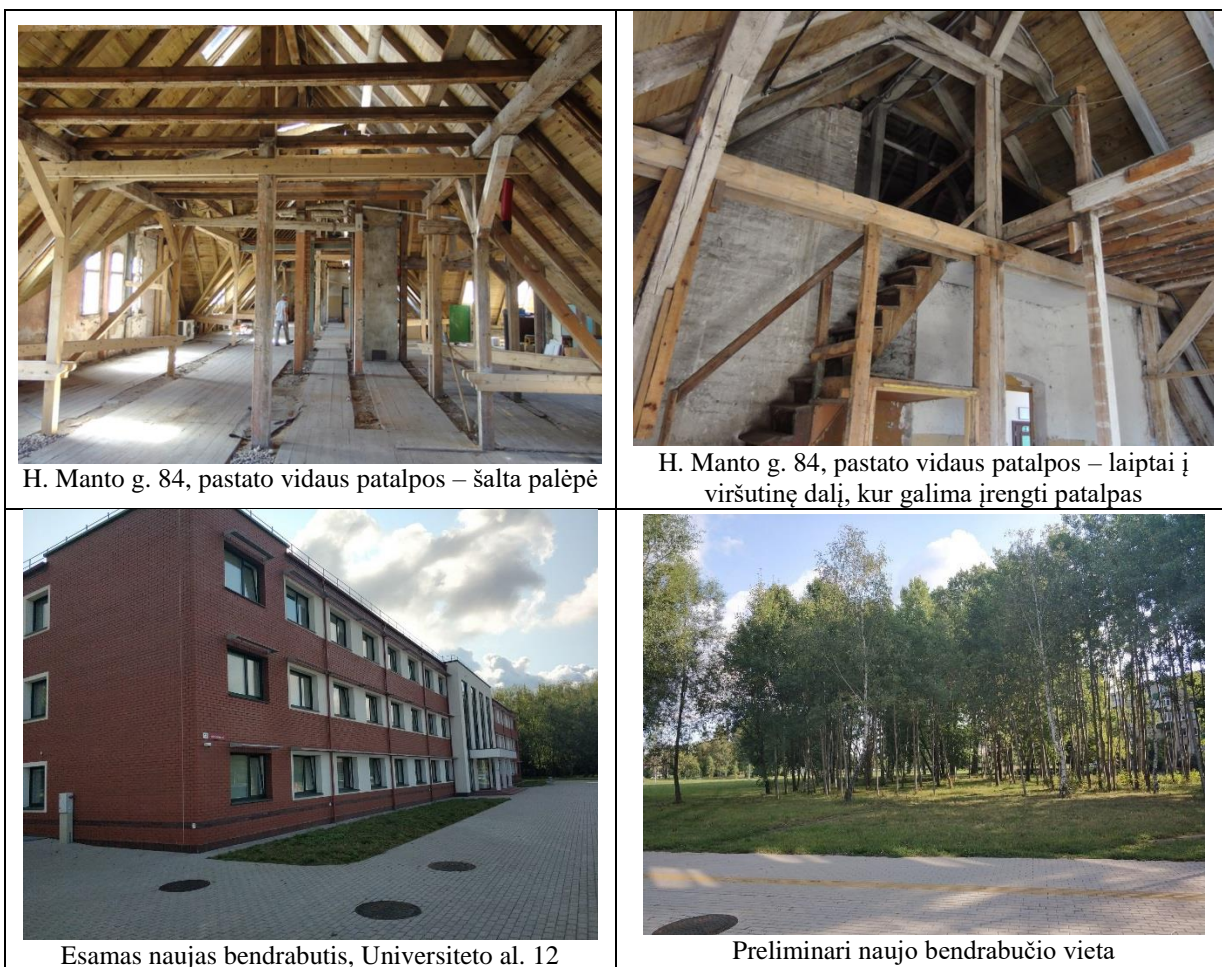 H. Manto g. 84, pastato vidaus patalpos – šalta palėpė
H. Manto g. 84, pastato vidaus patalpos – laiptai į
viršutinę dalį, kur galima įrengti patalpas
Esamas naujas bendrabutis, Universiteto al. 12
Preliminari naujo bendrabučio vieta